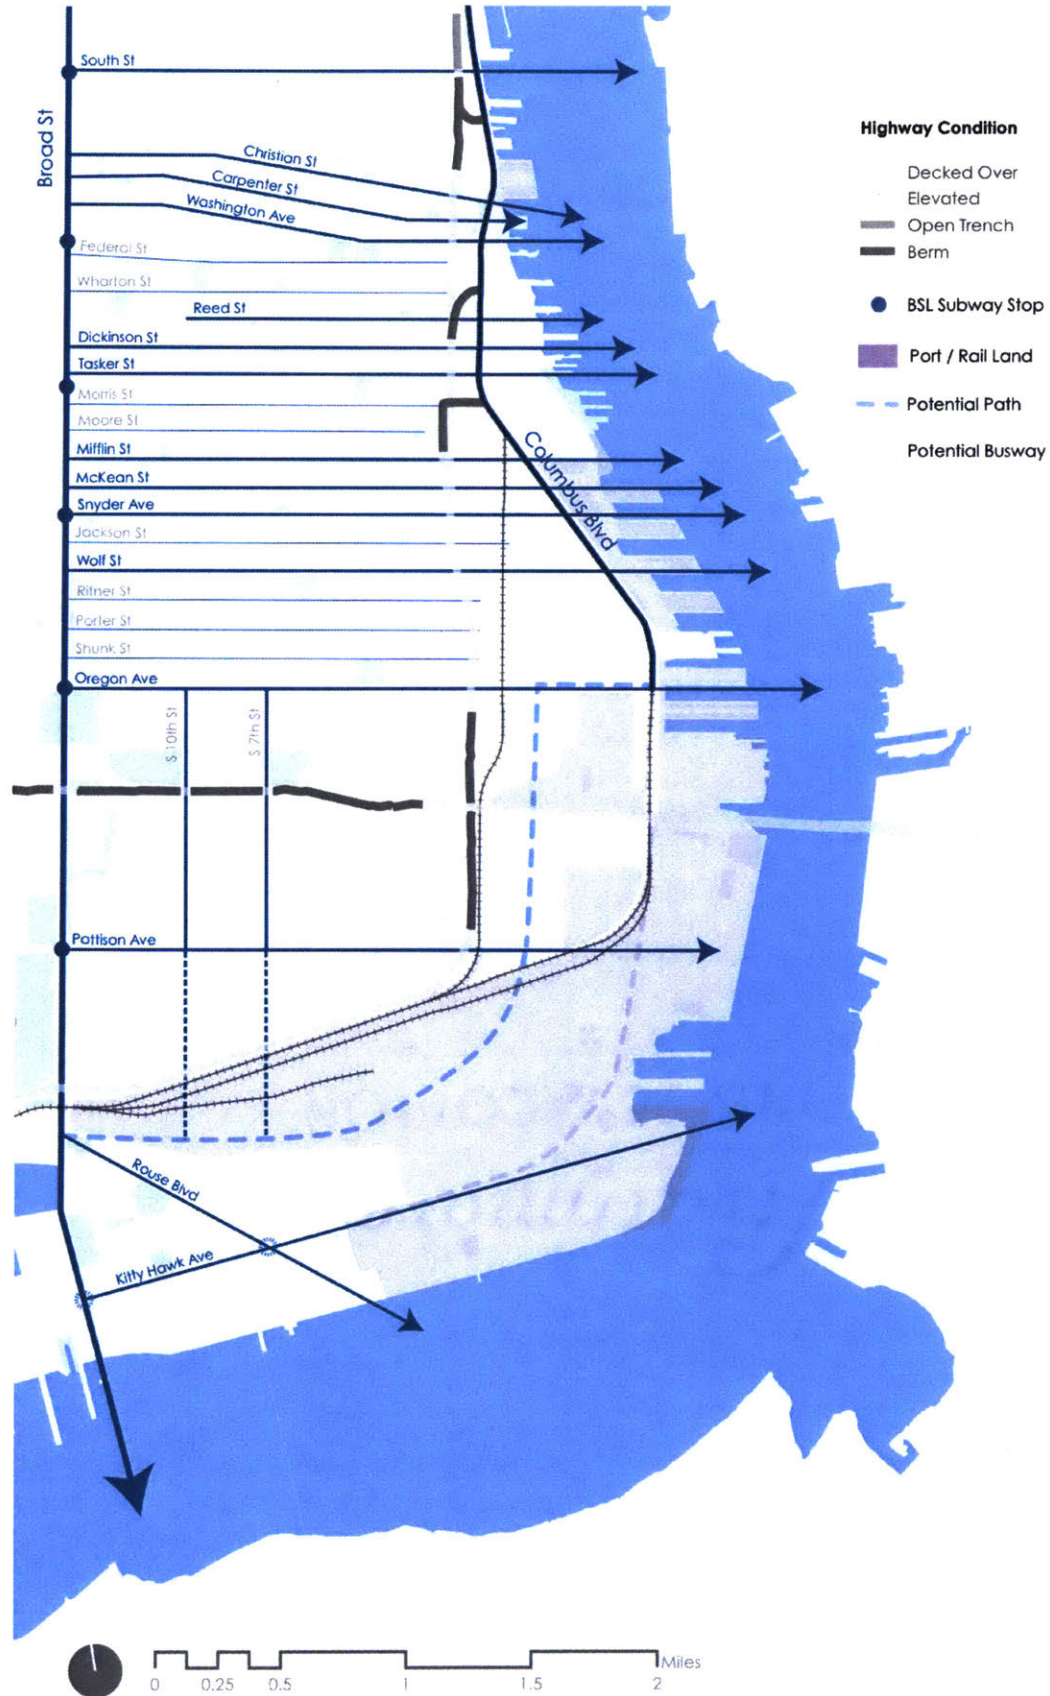 South St
Broad St
Christian St
Carpenter St
Washington Ave
Federal St
Wharton St
Reed St
Dickinson St
Tasker St
Morris St
Moore St
Mifflin St
McKean St
Snyder Ave
Jackson St
Wolf St
Ritner St
Porter St
Shunk St
Oregon Ave
Columbus Blvd
S 10th St
S 7th St
Pattison Ave
Rouse Blvd
Kitty Hawk Ave
Highway Condition
Decked Over
Elevated
Open Trench
Berm
BSL Subway Stop
Port / Rail Land
Potential Path
Potential Busway
Miles
0 0.25 0.5 1 1.5 2